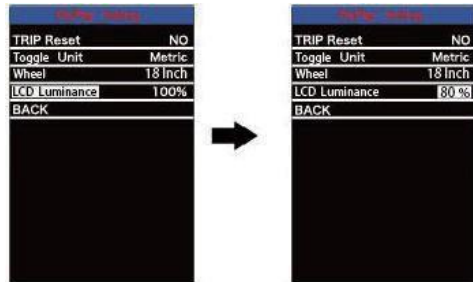 TRIP Reset NO
Toggle Unit Metric
Wheel 18 Inch
LCD Luminance 100%
BACK
TRIP Reset NO
Toggle Unit Metric
Wheel 18 Inch
LCD Luminance 80 %
BACK